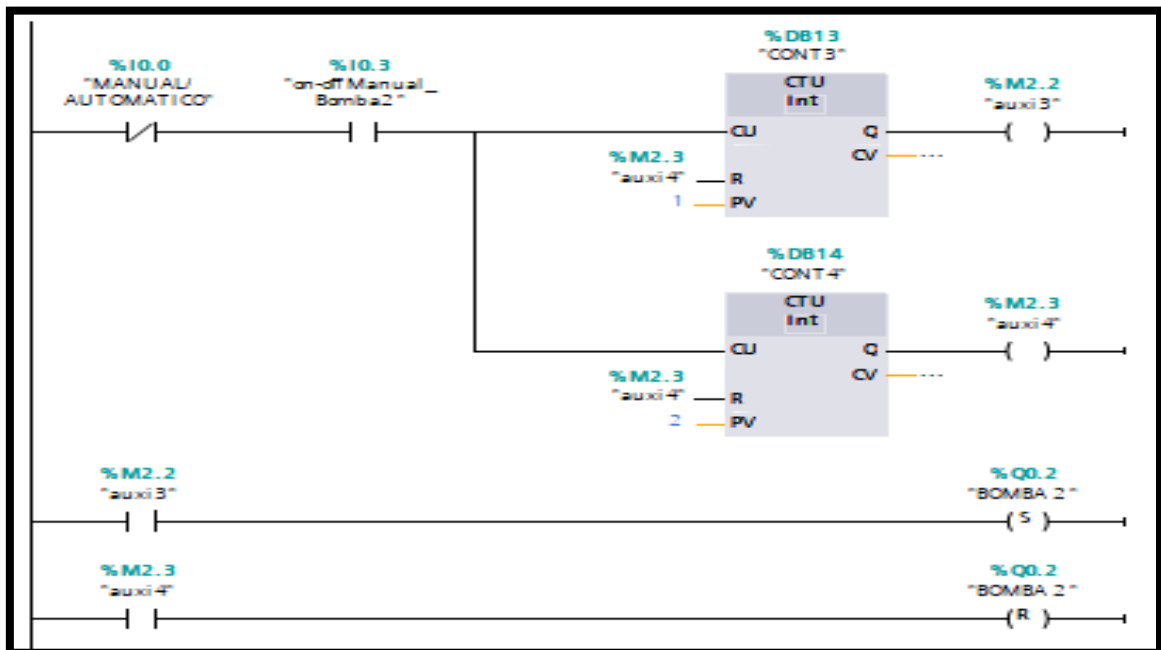 %DB13
"CONT3"
%I0.0
"MANUAL/
AUTOMATICO"
%I0.3
"on-off Manual_
Bomba2"
CTU
Int
%M2.2
"auxi3"
CU
Q
CV
---
%M2.3
"auxi4"
R
1
PV
%DB14
"CONT4"
CTU
Int
%M2.3
"auxi4"
CU
Q
CV
---
%M2.3
"auxi4"
R
2
PV
%M2.2
"auxi3"
%Q0.2
"BOMBA 2"
S
%M2.3
"auxi4"
%Q0.2
"BOMBA 2"
R